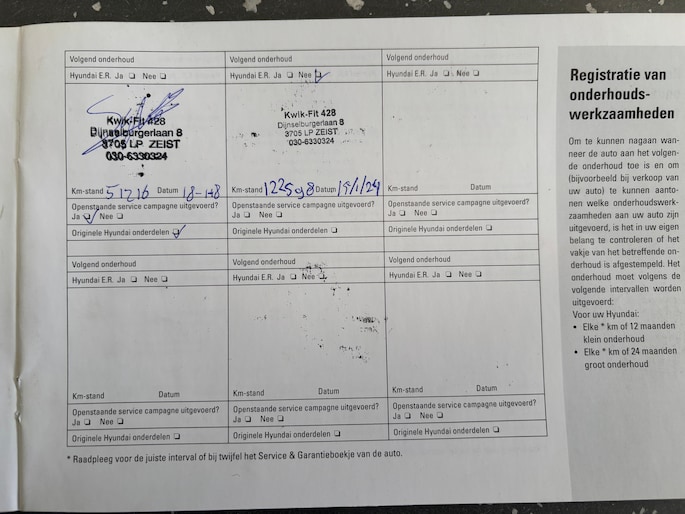 Volgend onderhoud
Hyundai E.R. Ja ❏ Nee ❏
Kwik-Fit 428
Dijnselburgerlaan 8
3705 LP ZEIST
030-6330324
Km-stand 51216 Datum
Openstaande service campagne uitgevoerd?
Ja ❏ Nee ❏
Originele Hyundai onderdelen ❏
Volgend onderhoud
Hyundai E.R. Ja ❏ Nee ❏
Kwik-Fit 428
Dijnselburgerlaan 8
3705 LP ZEIST
030-6330324
Km-stand 122598 Datum 15/1/24
Openstaande service campagne uitgevoerd?
Ja ❏ Nee ❏
Originele Hyundai onderdelen ❏
Volgend onderhoud
Hyundai E.R. Ja ❏ Nee ❏
Km-stand Datum
Openstaande service campagne uitgevoerd?
Ja ❏ Nee ❏
Originele Hyundai onderdelen ❏
Volgend onderhoud
Hyundai E.R. Ja ❏ Nee ❏
Km-stand Datum
Openstaande service campagne uitgevoerd?
Ja ❏ Nee ❏
Originele Hyundai onderdelen ❏
Volgend onderhoud
Hyundai E.R. Ja ❏ Nee ❏
Km-stand Datum
Openstaande service campagne uitgevoerd?
Ja ❏ Nee ❏
Originele Hyundai onderdelen ❏
Volgend onderhoud
Hyundai E.R. Ja ❏ Nee ❏
Km-stand Datum
Openstaande service campagne uitgevoerd?
Ja ❏ Nee ❏
Originele Hyundai onderdelen ❏
* Raadpleeg voor de juiste interval of bij twijfel het Service & Garantieboekje van de auto.
Registratie van
onderhouds-
werkzaamheden
Om te kunnen nagaan wan-
neer de auto aan het volgen-
de onderhoud toe is en om
(bijvoorbeeld bij verkoop van
uw auto) te kunnen aanto-
nen welke onderhoudswerk-
zaamheden aan uw auto zijn
uitgevoerd, is het in uw eigen
belang te controleren of het
vakje van het betreffende on-
derhoud is afgestempeld. Het
onderhoud moet volgens de
volgende intervallen worden
uitgevoerd:
Voor uw Hyundai:
• Elke * km of 12 maanden
klein onderhoud
• Elke * km of 24 maanden
groot onderhoud